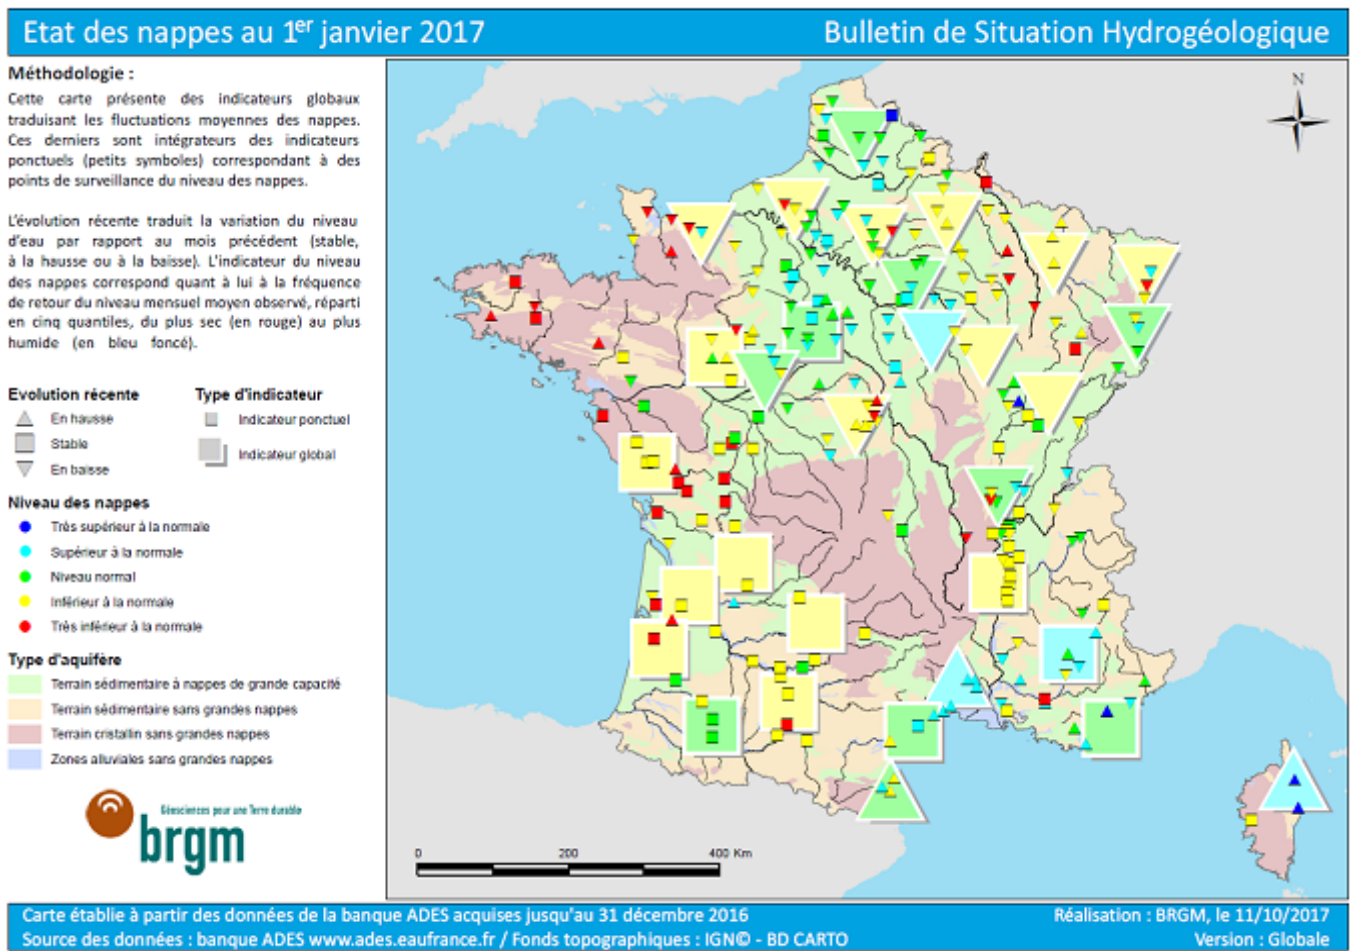 Etat des nappes au 1er janvier 2017
Bulletin de Situation Hydrogéologique
Méthodologie :
Cette carte présente des indicateurs globaux
traduisant les fluctuations moyennes des nappes.
Ces derniers sont intégrateurs des indicateurs
ponctuels (petits symboles) correspondant à des
points de surveillance du niveau des nappes.
L'évolution récente traduit la variation du niveau
d'eau par rapport au mois précédent (stable,
à la hausse ou à la baisse). L'indicateur du niveau
des nappes correspond quant à lui à la fréquence
de retour du niveau mensuel moyen observé, réparti
en cinq quantiles, du plus sec (en rouge) au plus
humide (en bleu foncé).
Evolution récente
En hausse
Stable
En baisse
Type d'indicateur
Indicateur ponctuel
Indicateur global
Niveau des nappes
Très supérieur à la normale
Supérieur à la normale
Niveau normal
Inférieur à la normale
Très inférieur à la normale
Type d'aquifère
Terrain sédimentaire à nappes de grande capacité
Terrain sédimentaire sans grandes nappes
Terrain cristallin sans grandes nappes
Zones alluviales sans grandes nappes
Géosciences pour une Terre durable
brgm
N
0 200 400 Km
Carte établie à partir des données de la banque ADES acquises jusqu'au 31 décembre 2016
Réalisation : BRGM, le 11/10/2017
Source des données : banque ADES www.ades.eaufrance.fr / Fonds topographiques : IGN© - BD CARTO
Version : Globale